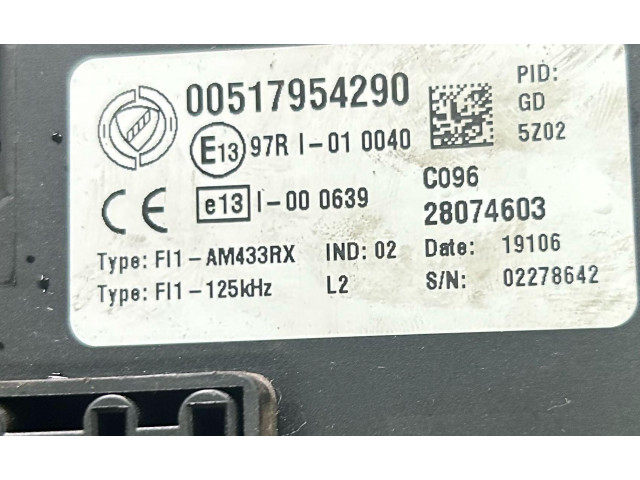 00517954290
PID:
GD
5Z02
E13 97R I-01 0040
CE
e13 I-00 0639
C096
28074603
Type: FI1-AM433RX IND: 02 Date: 19106
Type: FI1-125kHz L2 S/N: 02278642